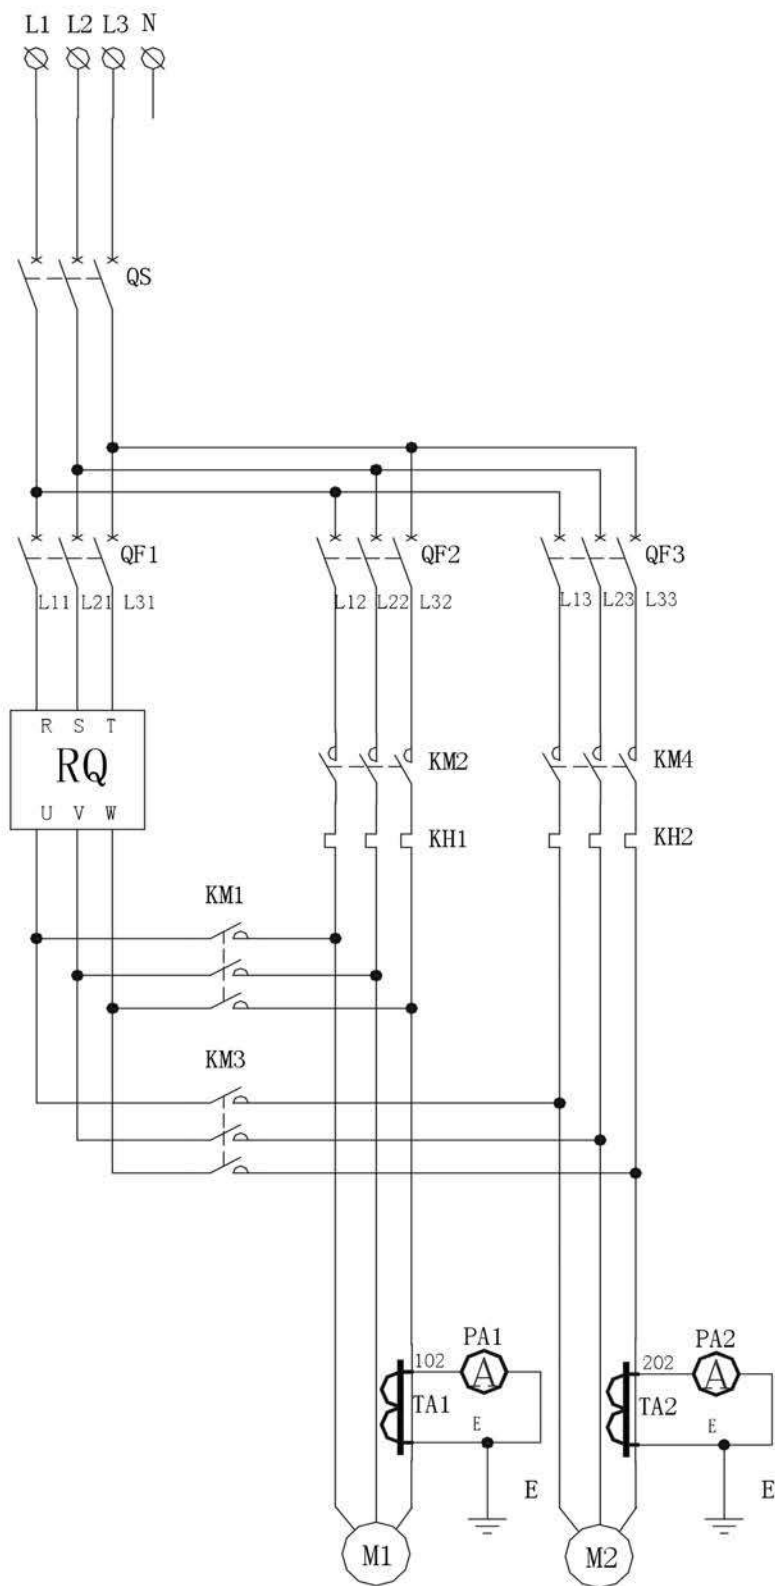 L1 L2 L3 N
QS
QF1 QF2 QF3
L11 L21 L31 L12 L22 L32 L13 L23 L33
R S T
RQ KM2 KM4
U V W
KH1 KH2
KM1
KM3
PA1 PA2
102 A 202 A
TA1 TA2
E E
E E
M1 M2